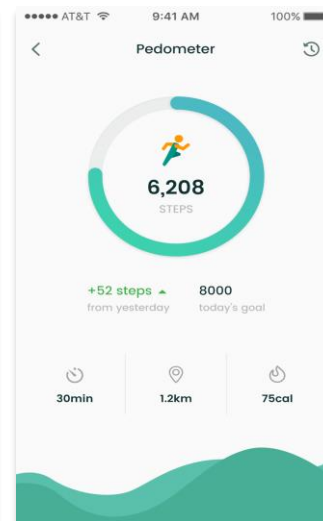 AT&T 9:41 AM 100%
Pedometer
6,208
STEPS
+52 steps 8000
from yesterday today's goal
30min 1.2km 75cal